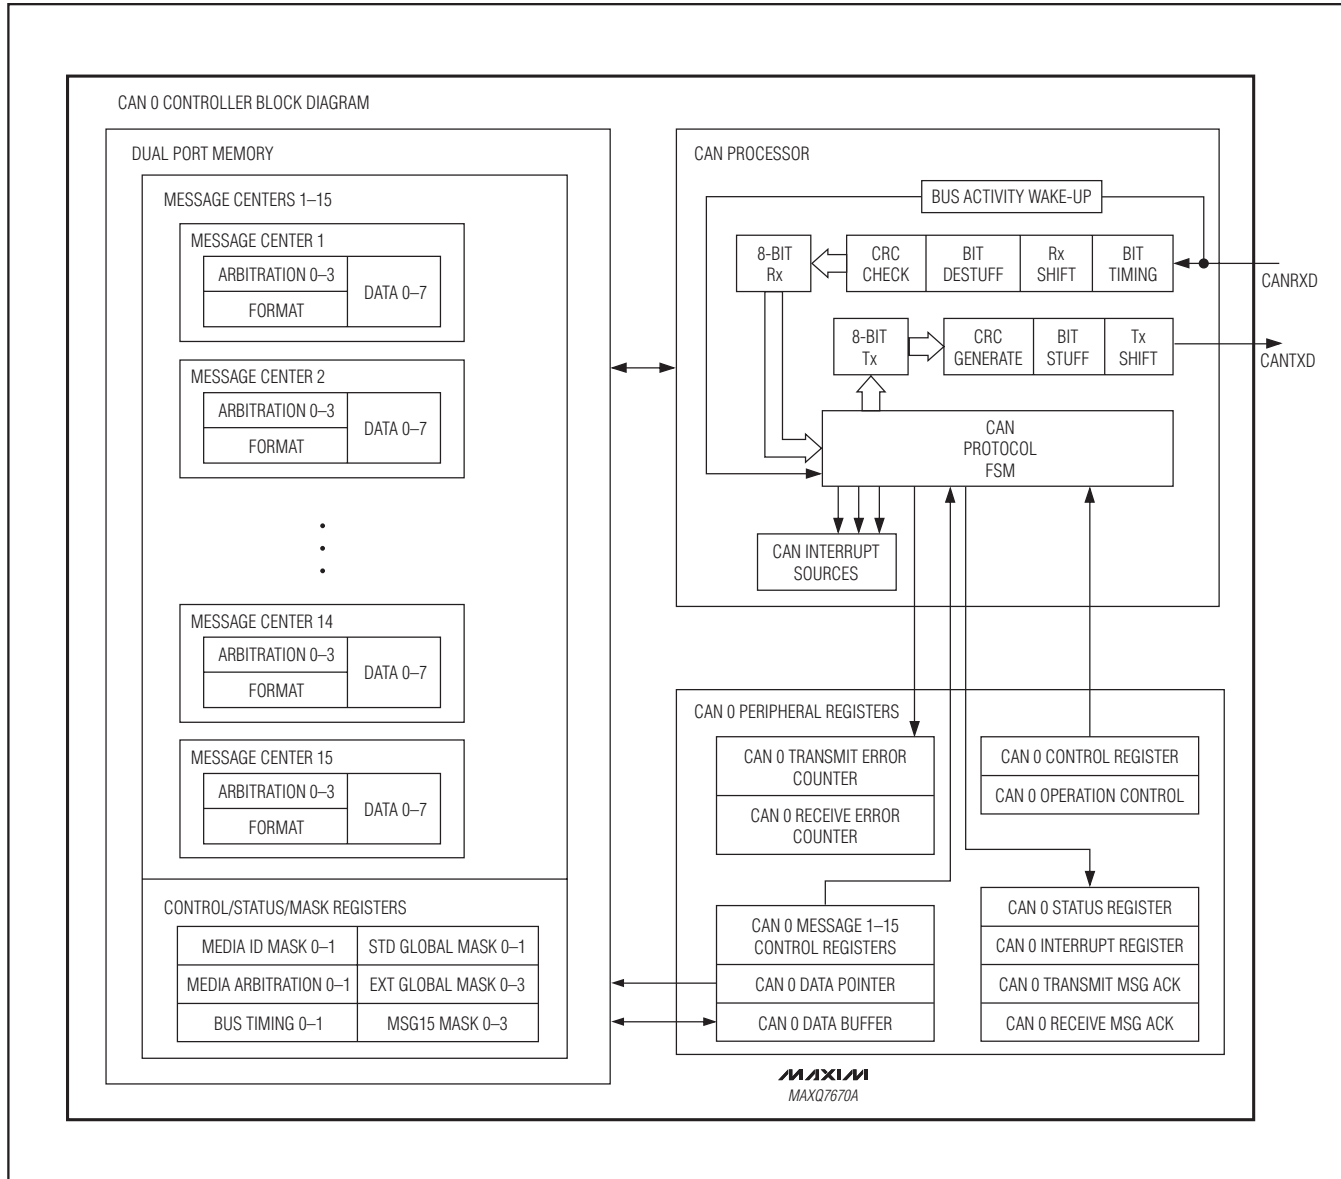 CAN 0 CONTROLLER BLOCK DIAGRAM
DUAL PORT MEMORY
MESSAGE CENTERS 1–15
MESSAGE CENTER 1
ARBITRATION 0–3
FORMAT
DATA 0–7
MESSAGE CENTER 2
ARBITRATION 0–3
FORMAT
DATA 0–7
MESSAGE CENTER 14
ARBITRATION 0–3
FORMAT
DATA 0–7
MESSAGE CENTER 15
ARBITRATION 0–3
FORMAT
DATA 0–7
CONTROL/STATUS/MASK REGISTERS
MEDIA ID MASK 0–1
STD GLOBAL MASK 0–1
MEDIA ARBITRATION 0–1
EXT GLOBAL MASK 0–3
BUS TIMING 0–1
MSG15 MASK 0–3
CAN PROCESSOR
BUS ACTIVITY WAKE-UP
8-BIT
Rx
CRC
CHECK
BIT
DESTUFF
Rx
SHIFT
BIT
TIMING
CANRXD
8-BIT
Tx
CRC
GENERATE
BIT
STUFF
Tx
SHIFT
CANTXD
CAN
PROTOCOL
FSM
CAN INTERRUPT
SOURCES
CAN 0 PERIPHERAL REGISTERS
CAN 0 TRANSMIT ERROR
COUNTER
CAN 0 RECEIVE ERROR
COUNTER
CAN 0 CONTROL REGISTER
CAN 0 OPERATION CONTROL
CAN 0 MESSAGE 1–15
CONTROL REGISTERS
CAN 0 DATA POINTER
CAN 0 DATA BUFFER
CAN 0 STATUS REGISTER
CAN 0 INTERRUPT REGISTER
CAN 0 TRANSMIT MSG ACK
CAN 0 RECEIVE MSG ACK
MAXIM
MAXQ7670A